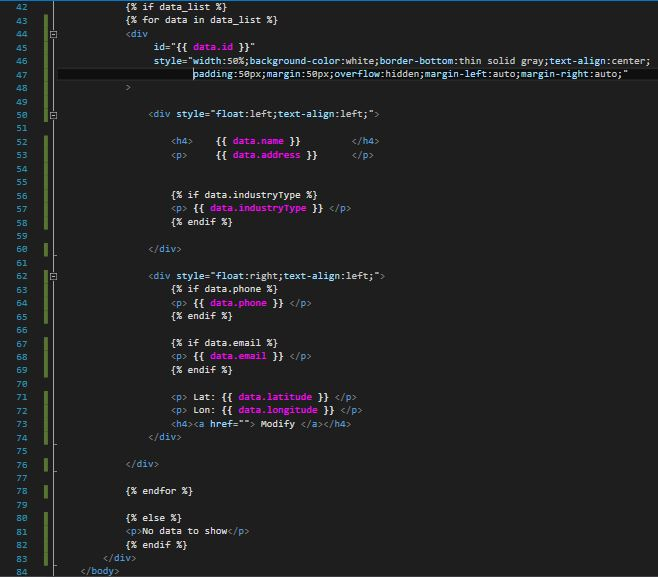 42 {% if data_list %}
43 {% for data in data_list %}
44 <div
45 id="{{ data.id }}"
46 style="width:50%;background-color:white;border-bottom:thin solid gray;text-align:center;
47 padding:50px;margin:50px;overflow:hidden;margin-left:auto;margin-right:auto;"
48 >
49
50 <div style="float:left;text-align:left;">
51
52 <h4> {{ data.name }} </h4>
53 <p> {{ data.address }} </p>
54
55
56 {% if data.industryType %}
57 <p> {{ data.industryType }} </p>
58 {% endif %}
59
60 </div>
61
62 <div style="float:right;text-align:left;">
63 {% if data.phone %}
64 <p> {{ data.phone }} </p>
65 {% endif %}
66
67 {% if data.email %}
68 <p> {{ data.email }} </p>
69 {% endif %}
70
71 <p> Lat: {{ data.latitude }} </p>
72 <p> Lon: {{ data.longitude }} </p>
73 <h4><a href=""> Modify </a></h4>
74 </div>
75
76 </div>
77
78 {% endfor %}
79
80 {% else %}
81 <p>No data to show</p>
82 {% endif %}
83 </div>
84 </body>